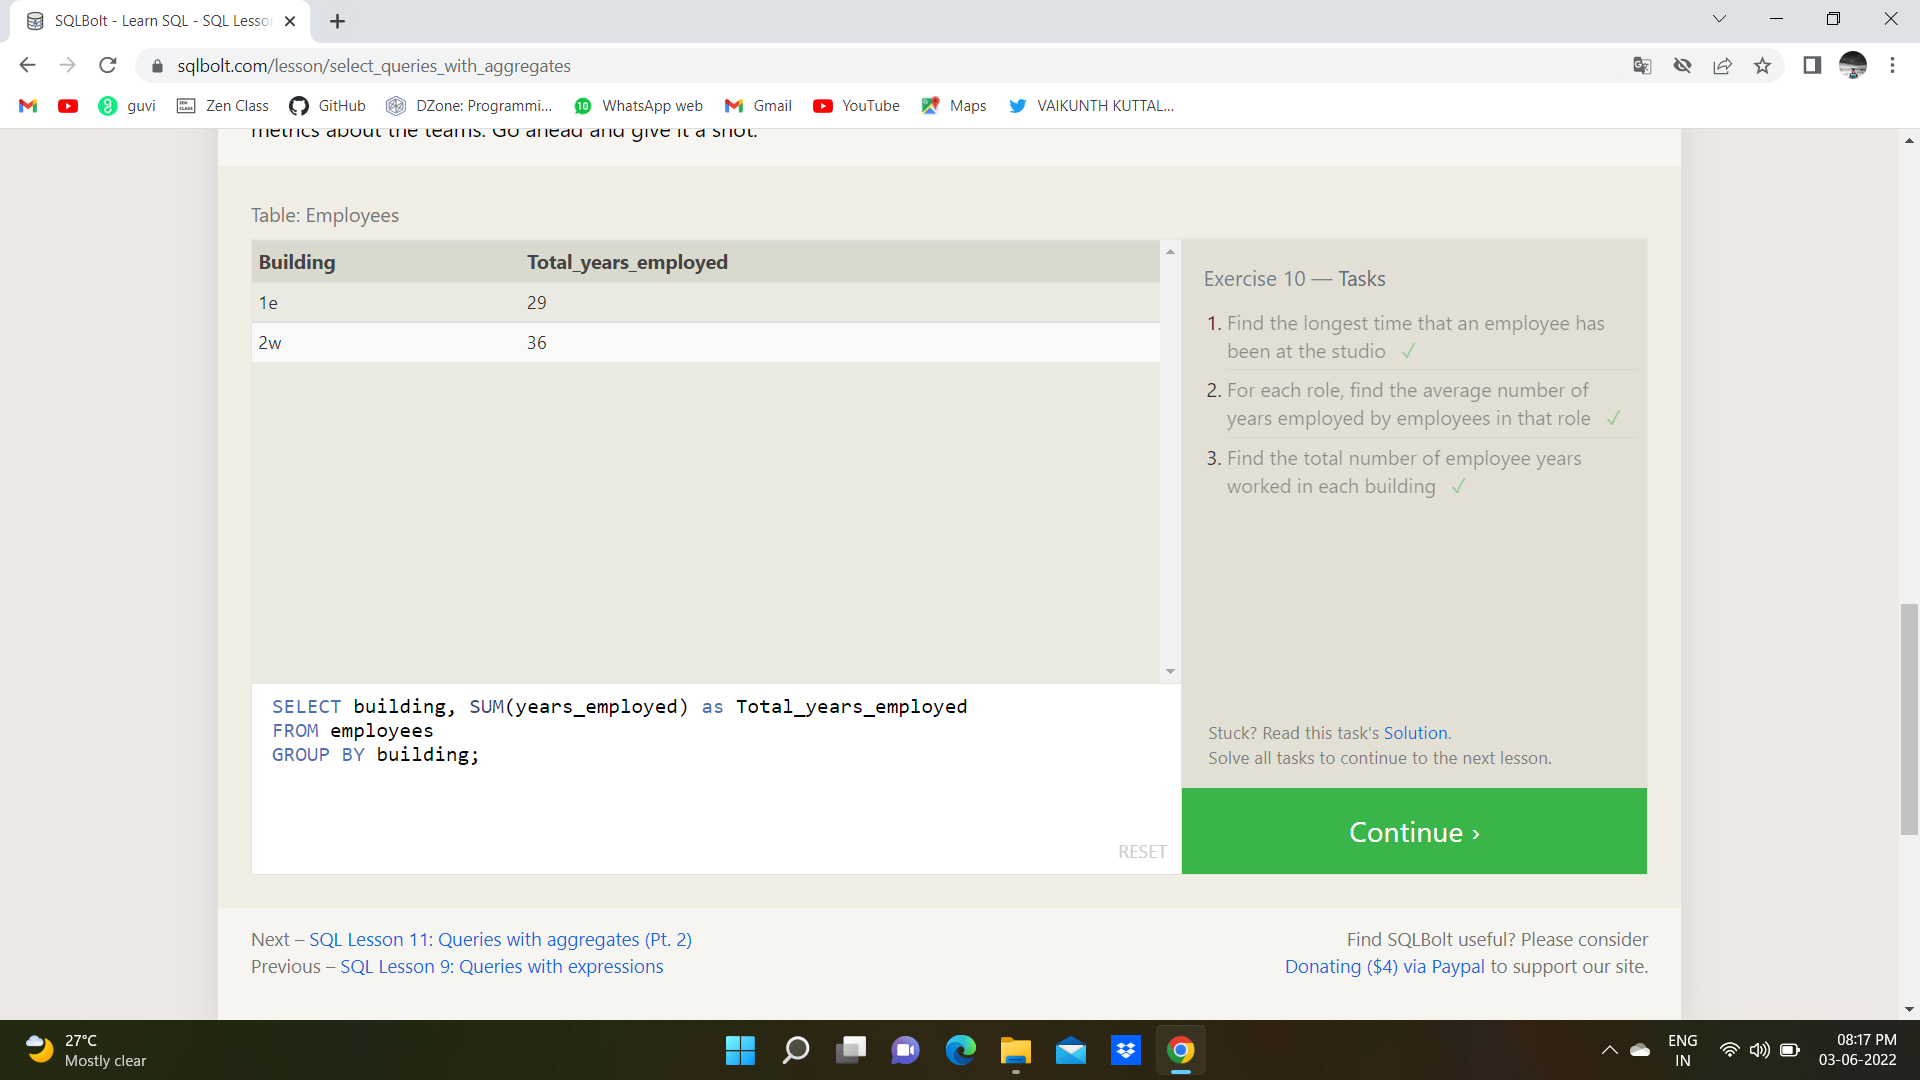 SQLBolt - Learn SQL - SQL Lesso
sqlbolt.com/lesson/select_queries_with_aggregates
guvi
Zen Class
GitHub
DZone: Programmi...
WhatsApp web
Gmail
YouTube
Maps
VAIKUNTH KUTTAL...
metrics about the teams. Go ahead and give it a shot.
Table: Employees
Building Total_years_employed
1e 29
2w 36
Exercise 10 — Tasks
1. Find the longest time that an employee has
been at the studio ✓
2. For each role, find the average number of
years employed by employees in that role ✓
3. Find the total number of employee years
worked in each building ✓
SELECT building, SUM(years_employed) as Total_years_employed
FROM employees
GROUP BY building;
RESET
Stuck? Read this task's Solution.
Solve all tasks to continue to the next lesson.
Continue ›
Next – SQL Lesson 11: Queries with aggregates (Pt. 2)
Previous – SQL Lesson 9: Queries with expressions
Find SQLBolt useful? Please consider
Donating ($4) via Paypal to support our site.
27°C
Mostly clear
ENG
IN
08:17 PM
03-06-2022